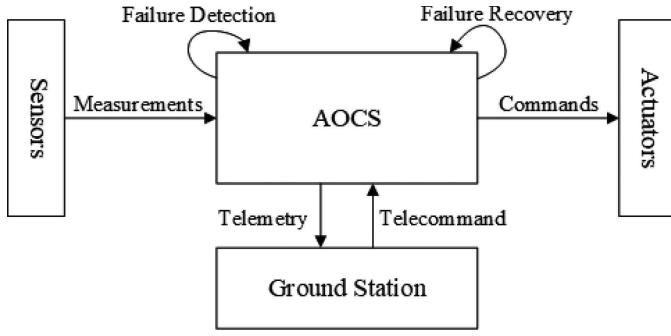 Failure Detection
Failure Recovery
Sensors
Measurements
AOCS
Commands
Actuators
Telemetry
Telecommand
Ground Station